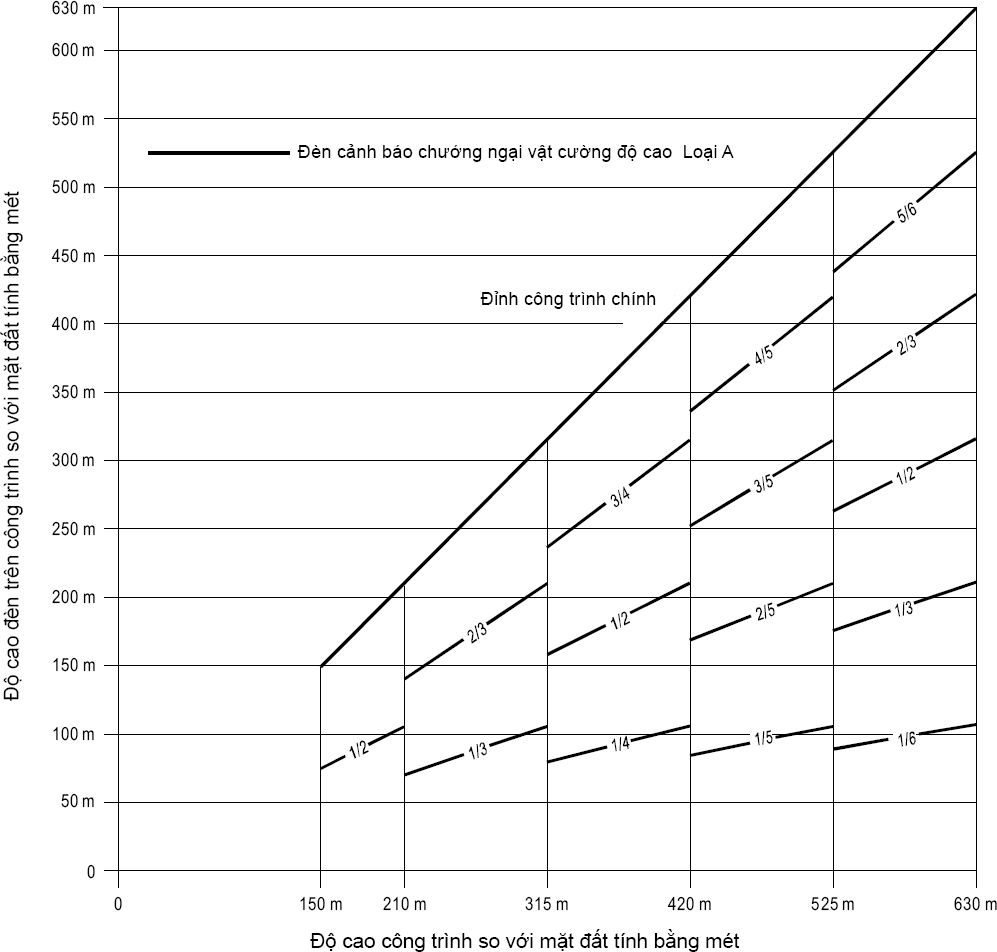 630 m
600 m
550 m
Đèn cảnh báo chướng ngại vật cường độ cao Loại A
500 m
5/6
450 m
Đỉnh công trình chính
400 m
4/5
2/3
350 m
300 m
3/4
3/5
1/2
250 m
200 m
2/3
1/2
2/5
1/3
150 m
100 m
1/2
1/3
1/4
1/5
1/6
50 m
0
0 150 m 210 m 315 m 420 m 525 m 630 m
Độ cao công trình so với mặt đất tính bằng mét
Độ cao đèn trên công trình so với mặt đất tính bằng mét